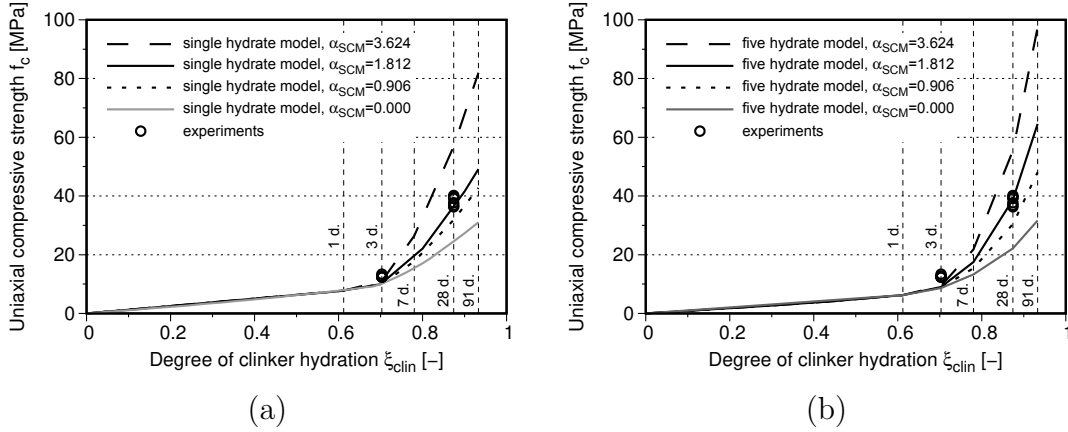 Uniaxial compressive strength f_c [MPa]
100
80
60
40
20
0
single hydrate model, α_SCM=3.624
single hydrate model, α_SCM=1.812
single hydrate model, α_SCM=0.906
single hydrate model, α_SCM=0.000
experiments
1 d.
3 d.
7 d.
28 d.
91 d.
0 0.2 0.4 0.6 0.8 1
Degree of clinker hydration ξ_clin [–]
(a)
Uniaxial compressive strength f_c [MPa]
100
80
60
40
20
0
five hydrate model, α_SCM=3.624
five hydrate model, α_SCM=1.812
five hydrate model, α_SCM=0.906
five hydrate model, α_SCM=0.000
experiments
1 d.
3 d.
7 d.
28 d.
91 d.
0 0.2 0.4 0.6 0.8 1
Degree of clinker hydration ξ_clin [–]
(b)